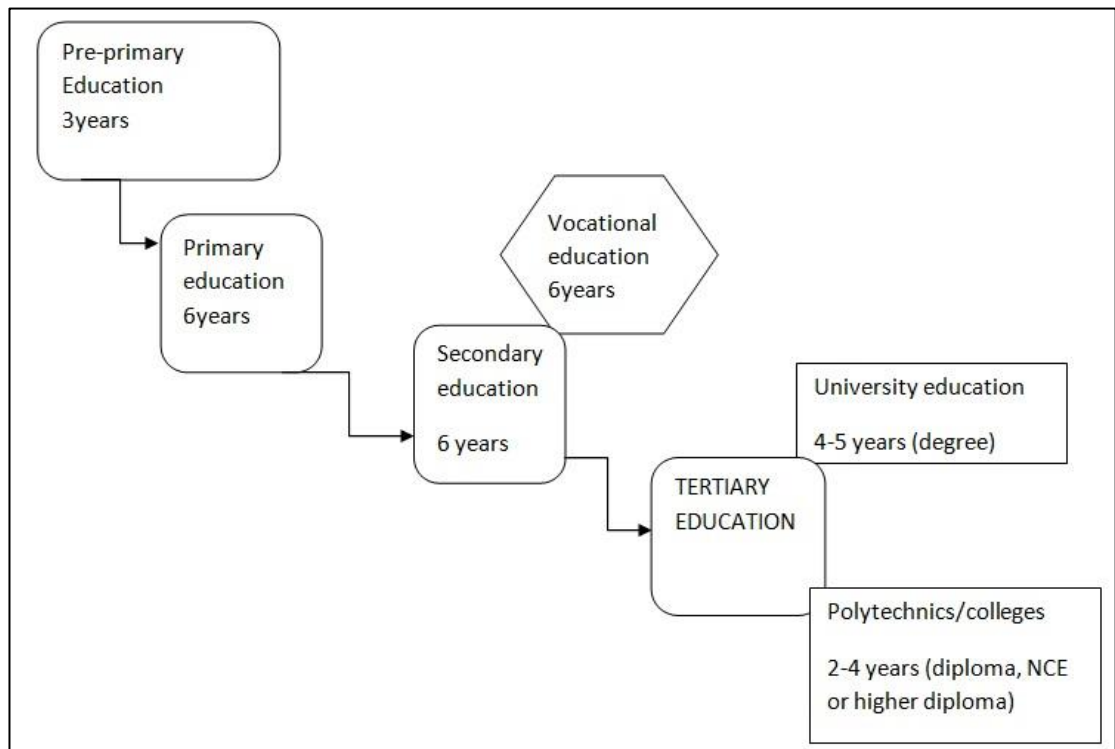 Pre-primary
Education
3years
Primary
education
6years
Vocational
education
6years
Secondary
education
6 years
University education
4-5 years (degree)
TERTIARY
EDUCATION
Polytechnics/colleges
2-4 years (diploma, NCE
or higher diploma)